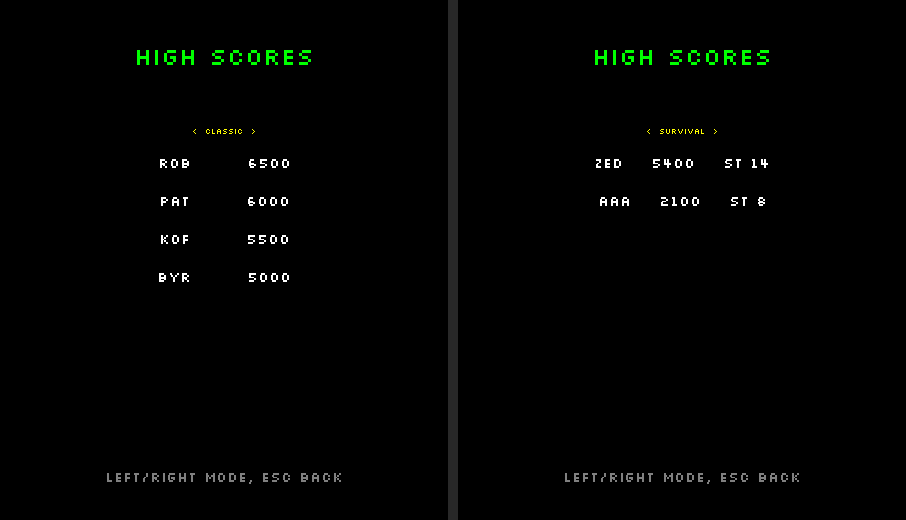 HIGH SCORES
< CLASSIC >
ROB 6500
PAT 6000
KOF 5500
BYR 5000
LEFT/RIGHT MODE, ESC BACK
HIGH SCORES
< SURVIVAL >
ZED 5400 ST 14
AAA 2100 ST 8
LEFT/RIGHT MODE, ESC BACK